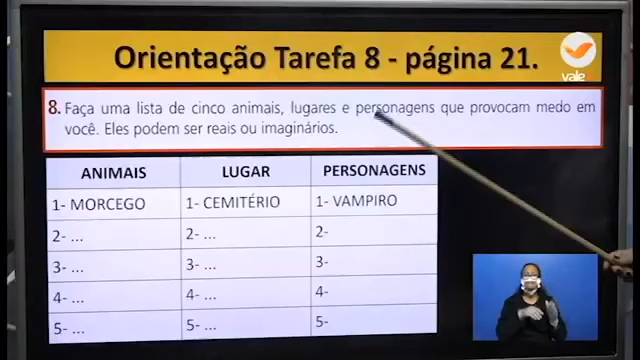 Orientação Tarefa 8 - página 21.
vale
8. Faça uma lista de cinco animais, lugares e personagens que provocam medo em
você. Eles podem ser reais ou imaginários.
ANIMAIS LUGAR PERSONAGENS
1- MORCEGO 1- CEMITÉRIO 1- VAMPIRO
2- ... 2- ... 2-
3- ... 3- ... 3-
4- ... 4- ... 4-
5- ... 5- ... 5-